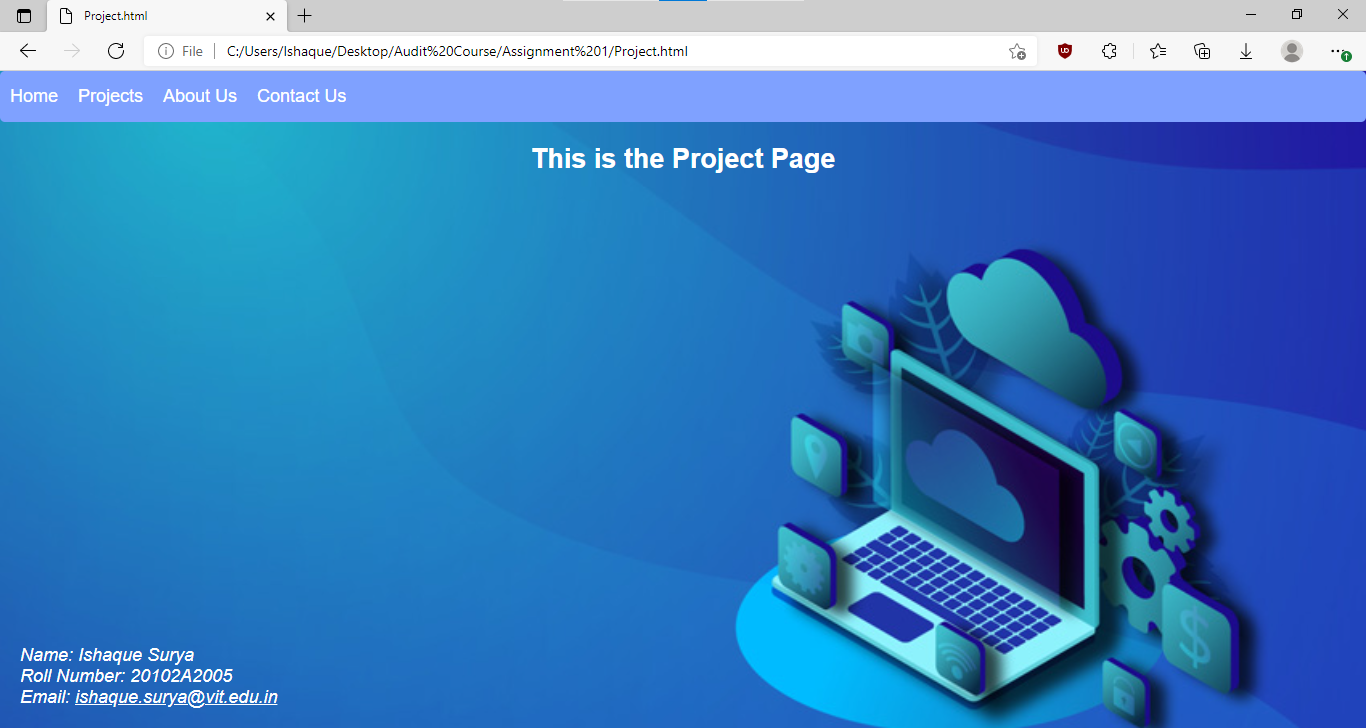 Project.html
File
C:/Users/Ishaque/Desktop/Audit%20Course/Assignment%201/Project.html
Home Projects About Us Contact Us
This is the Project Page
$
Name: Ishaque Surya
Roll Number: 20102A2005
Email: ishaque.surya@vit.edu.in